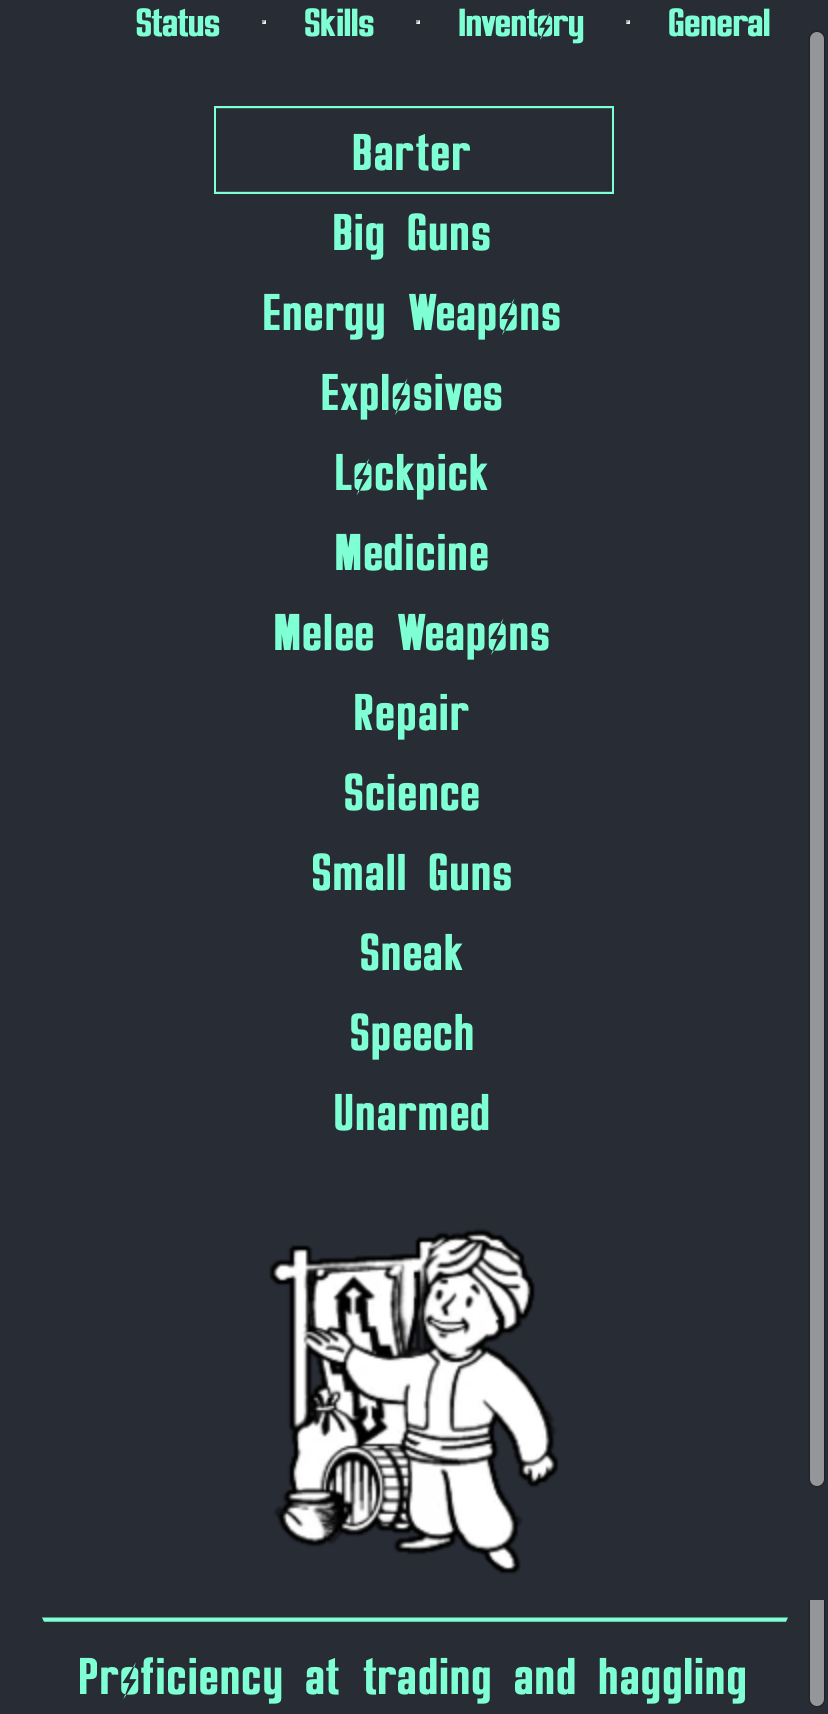 Status · Skills · Inventory · General
Barter
Big Guns
Energy Weapons
Explosives
Lockpick
Medicine
Melee Weapons
Repair
Science
Small Guns
Sneak
Speech
Unarmed
Proficiency at trading and haggling